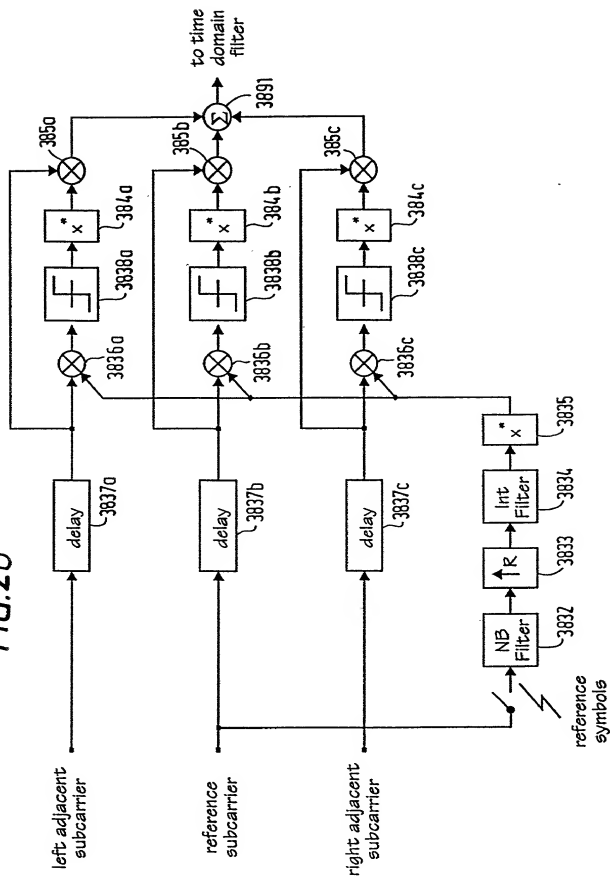 FIG.20
left adjacent
subcarrier
reference
subcarrier
right adjacent
subcarrier
delay
3837a
delay
3837b
delay
3837c
3836a
3836b
3836c
3838a
3838b
3838c
x*
384a
x*
384b
x*
384c
385a
385b
385c
Σ
3891
to time
domain
filter
reference
symbols
NB
Filter
3832
R
3833
Int
Filter
3834
x*
3835